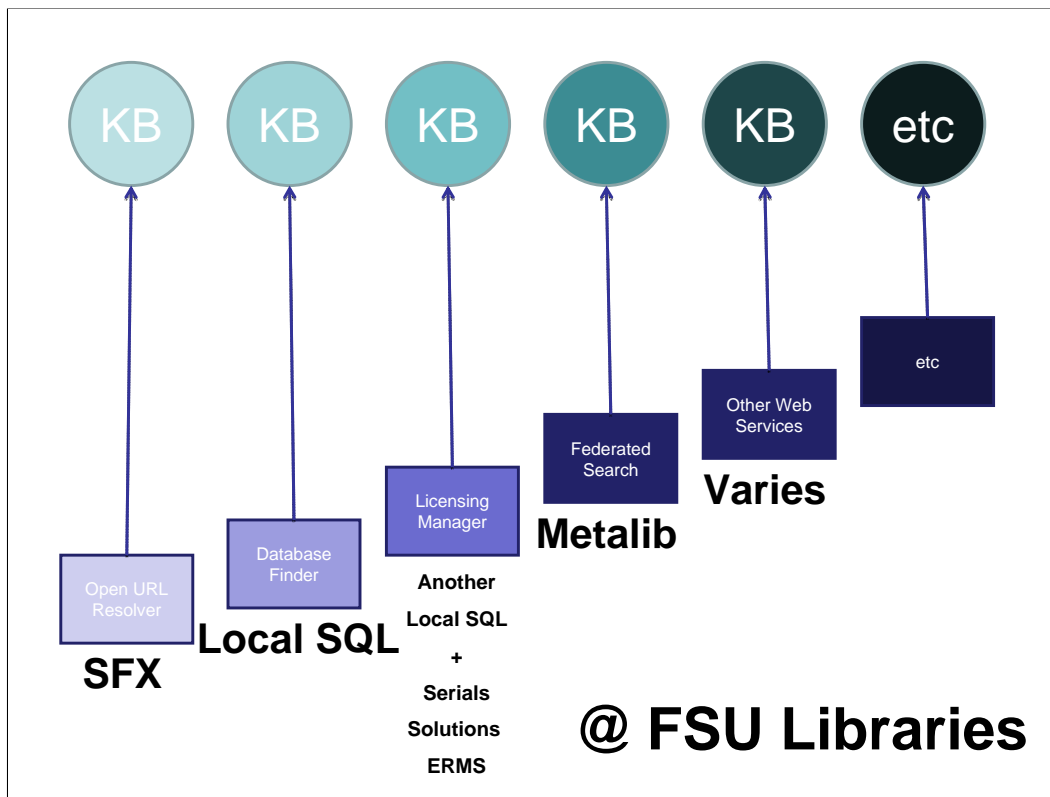 KB
KB
KB
KB
KB
etc
Open URL
Resolver
SFX
Database
Finder
Local SQL
Licensing
Manager
Another
Local SQL
+
Serials
Solutions
ERMS
Federated
Search
Metalib
Other Web
Services
Varies
etc
@ FSU Libraries